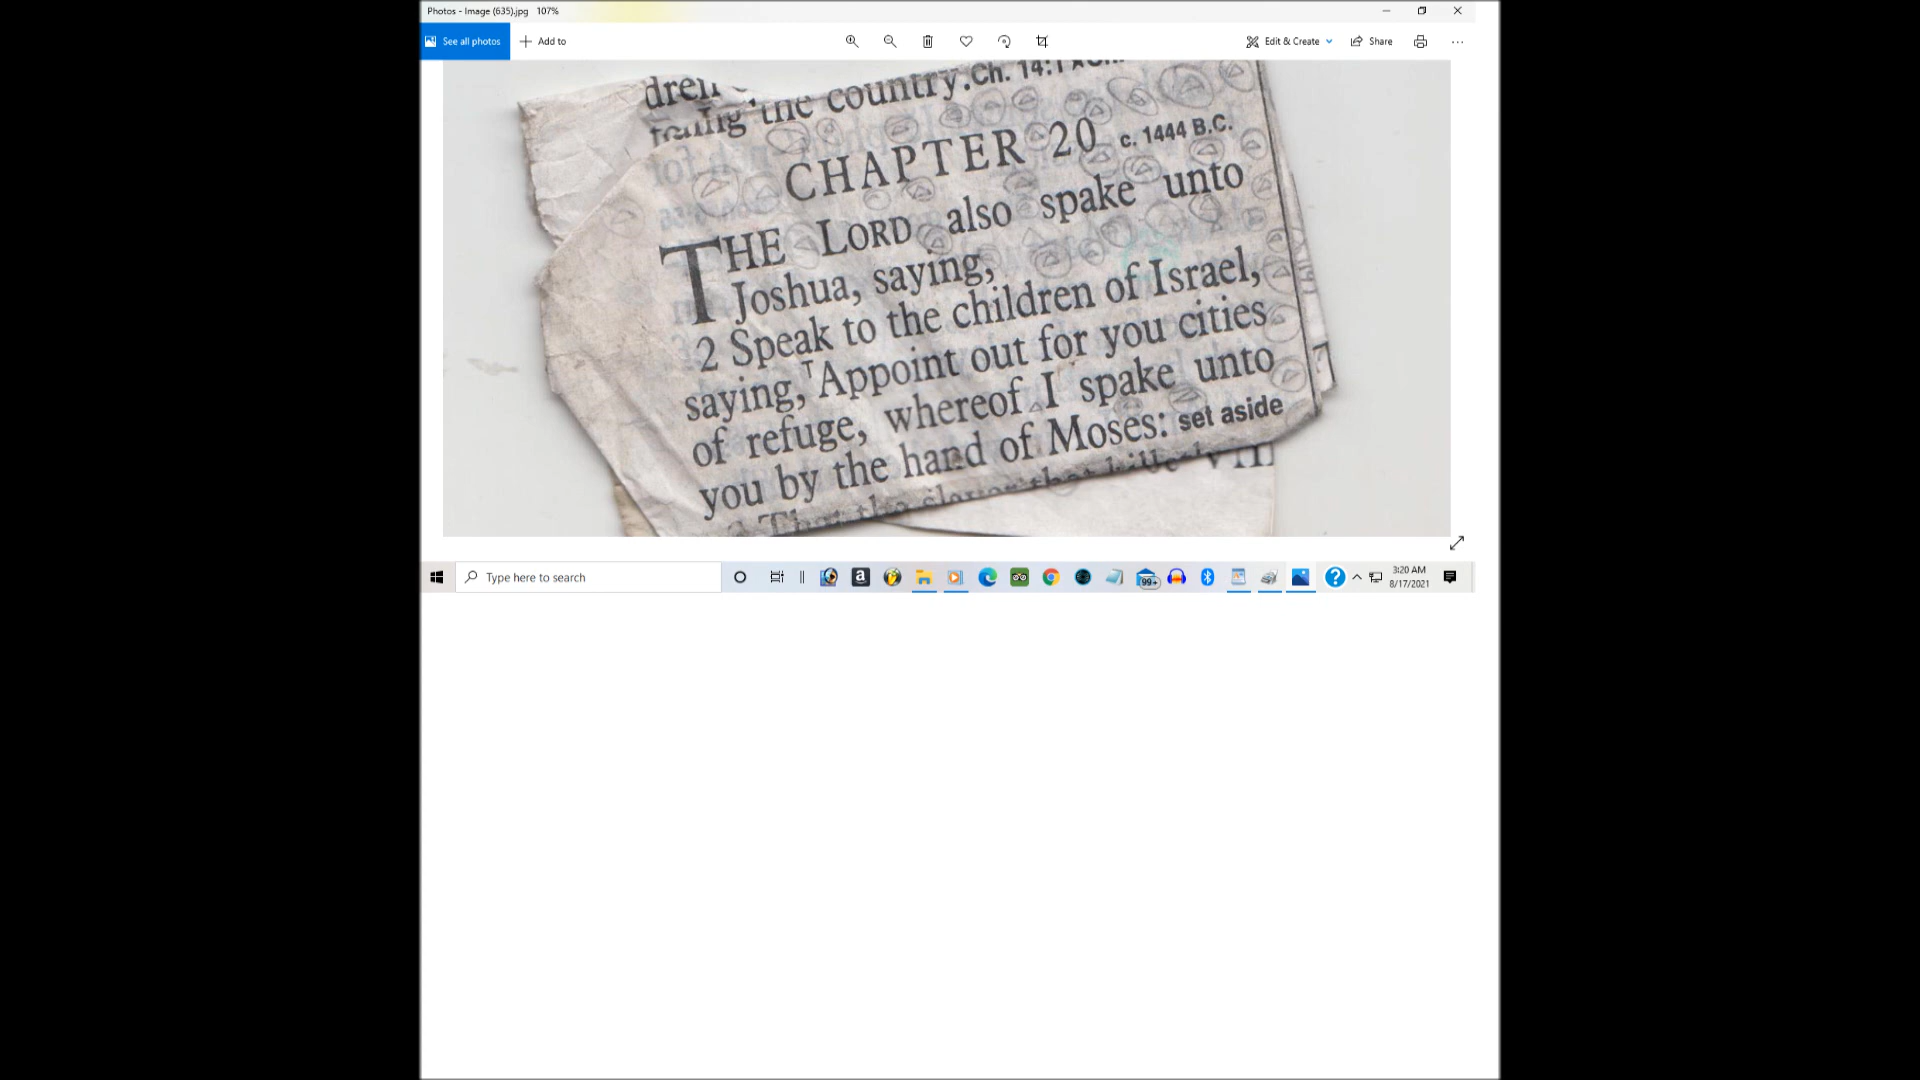 Photos - Image (635).jpg 107%
See all photos
Add to
Edit & Create
Share
the country. Ch. 14:1
CHAPTER 20 c. 1444 B.C.
THE LORD also spake unto
Joshua, saying,
2 Speak to the children of Israel,
saying, Appoint out for you cities
of refuge, whereof I spake unto
you by the hand of Moses: set aside
Type here to search
99+
3:20 AM
8/17/2021